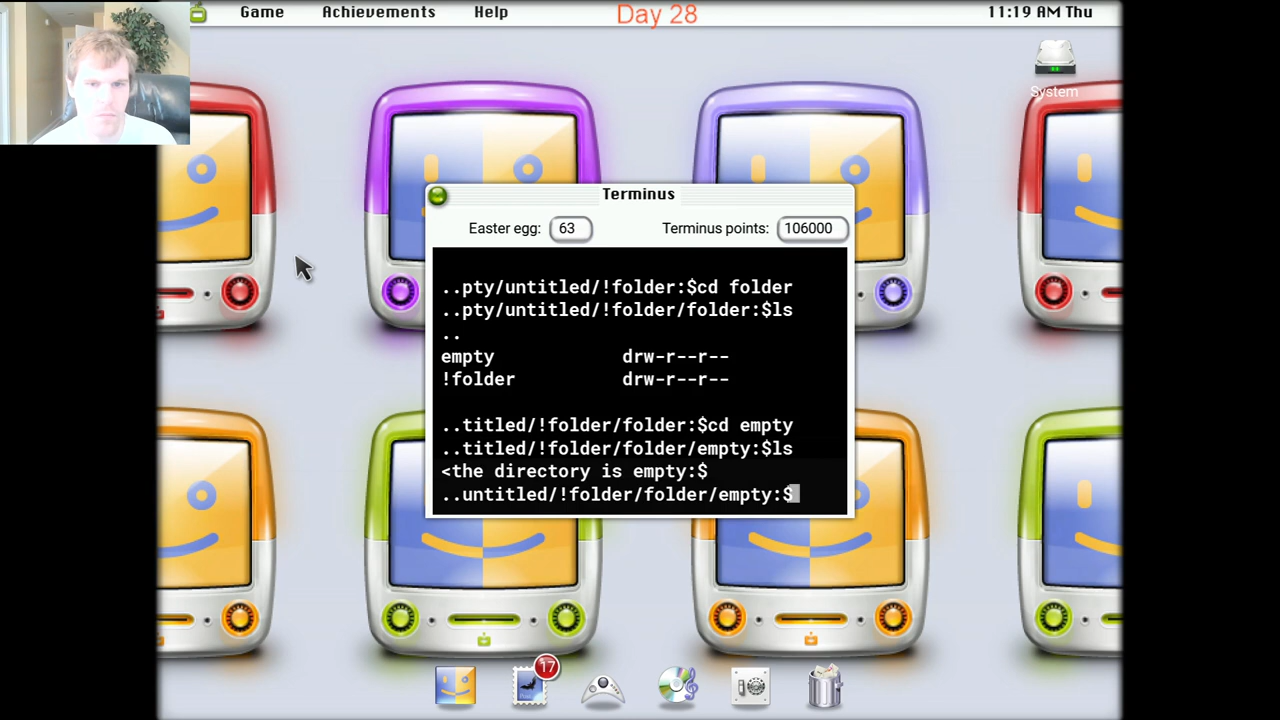 Game Achievements Help Day 28 11:19 AM Thu
System
Terminus
Easter egg: 63 Terminus points: 106000
..pty/untitled/!folder:$cd folder
..pty/untitled/!folder/folder:$ls
..
empty drw-r--r--
!folder drw-r--r--
..titled/!folder/folder:$cd empty
..titled/!folder/folder/empty:$ls
<the directory is empty:$
..untitled/!folder/folder/empty:$
17